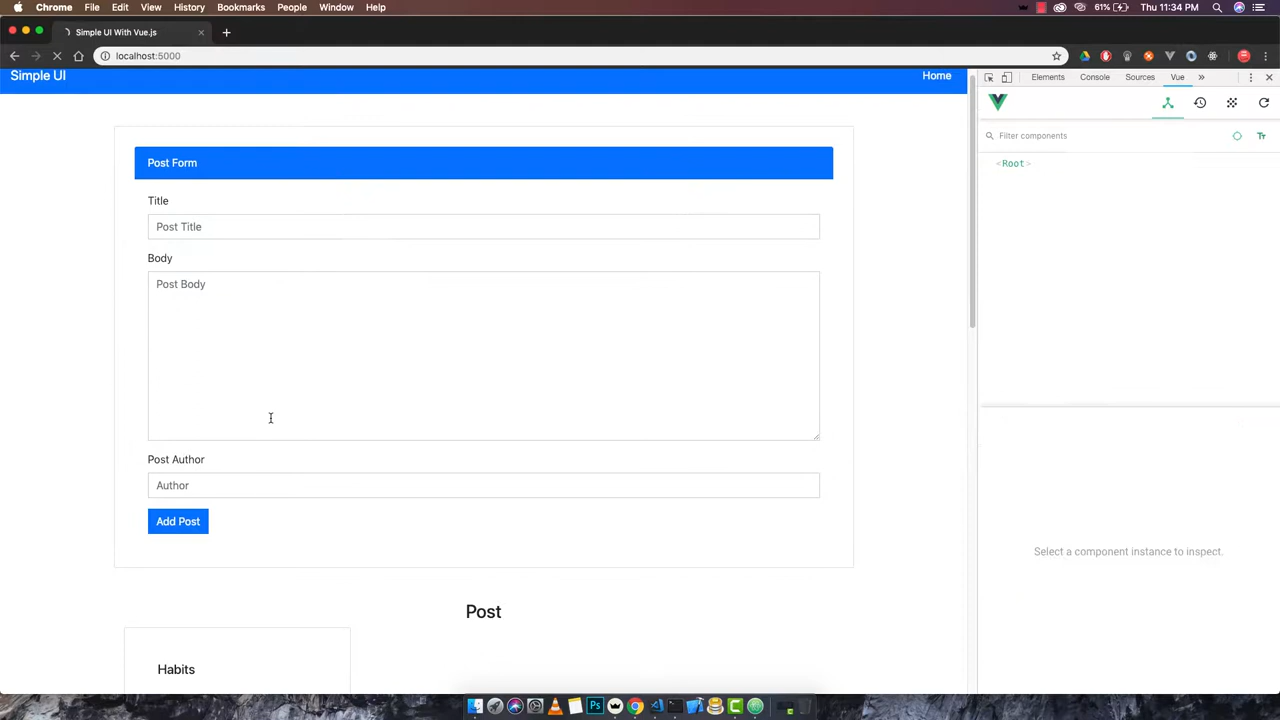 Chrome File Edit View History Bookmarks People Window Help 61% Thu 11:34 PM
Simple UI With Vue.js
localhost:5000
Simple UI Home
Elements Console Sources Vue
Filter components
<Root>
Post Form
Title
Post Title
Body
Post Body
Post Author
Author
Add Post
Select a component instance to inspect.
Post
Habits